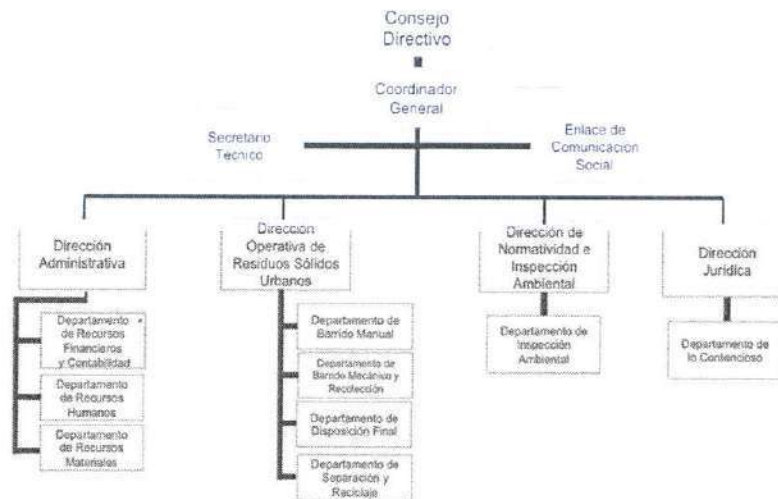 Consejo
Directivo
Coordinador
General
Secretario
Técnico
Enlace de
Comunicación
Social
Dirección
Administrativa
Dirección
Operativa de
Residuos Sólidos
Urbanos
Dirección de
Normatividad e
Inspección
Ambiental
Dirección
Jurídica
Departamento
de Recursos
Financieros
y Contabilidad
Departamento
de Recursos
Humanos
Departamento
de Recursos
Materiales
Departamento de
Barrido Manual
Departamento de
Barrido Mecánico y
Recolección
Departamento de
Disposición Final
Departamento de
Separación y
Reciclaje
Departamento de
Inspección
Ambiental
Departamento de
lo Contencioso